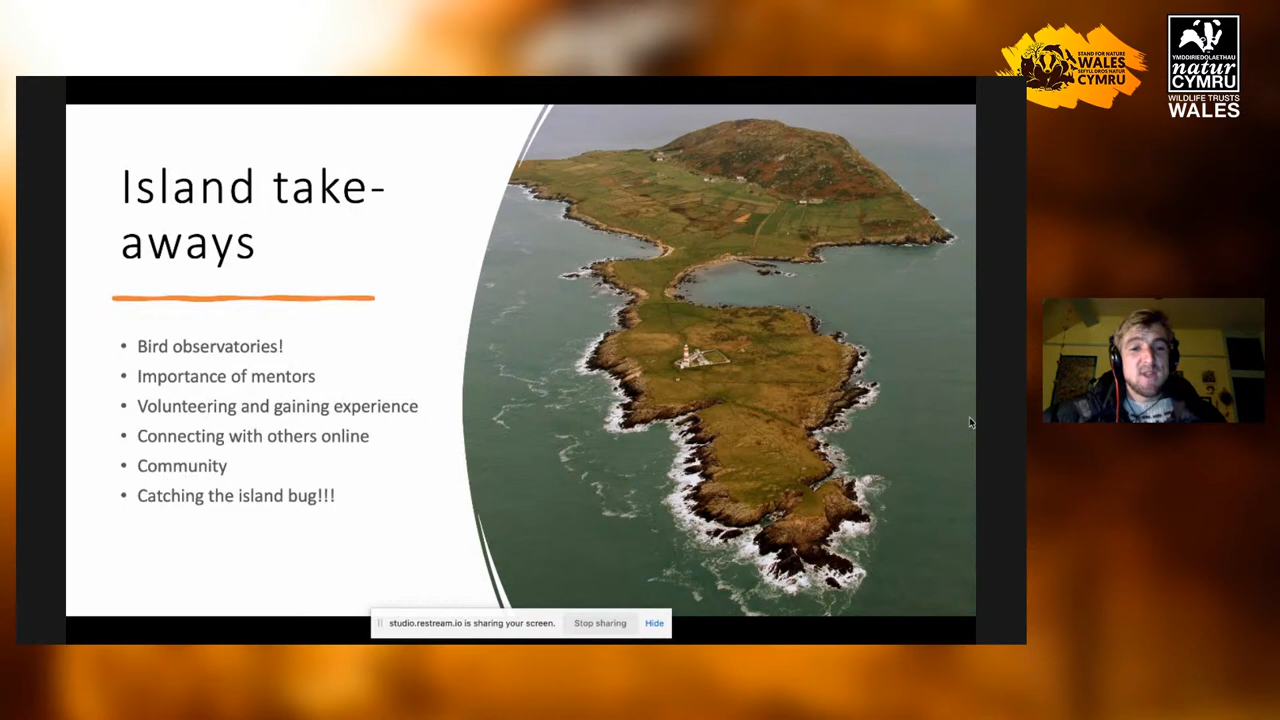 STAND FOR NATURE
WALES
SEFYLL DROS NATUR
CYMRU
YMDDIRIEDOLAETHAU
natur
CYMRU
WILDLIFE TRUSTS
WALES
Island take-
aways
• Bird observatories!
• Importance of mentors
• Volunteering and gaining experience
• Connecting with others online
• Community
• Catching the island bug!!!
studio.restream.io is sharing your screen.
Stop sharing
Hide